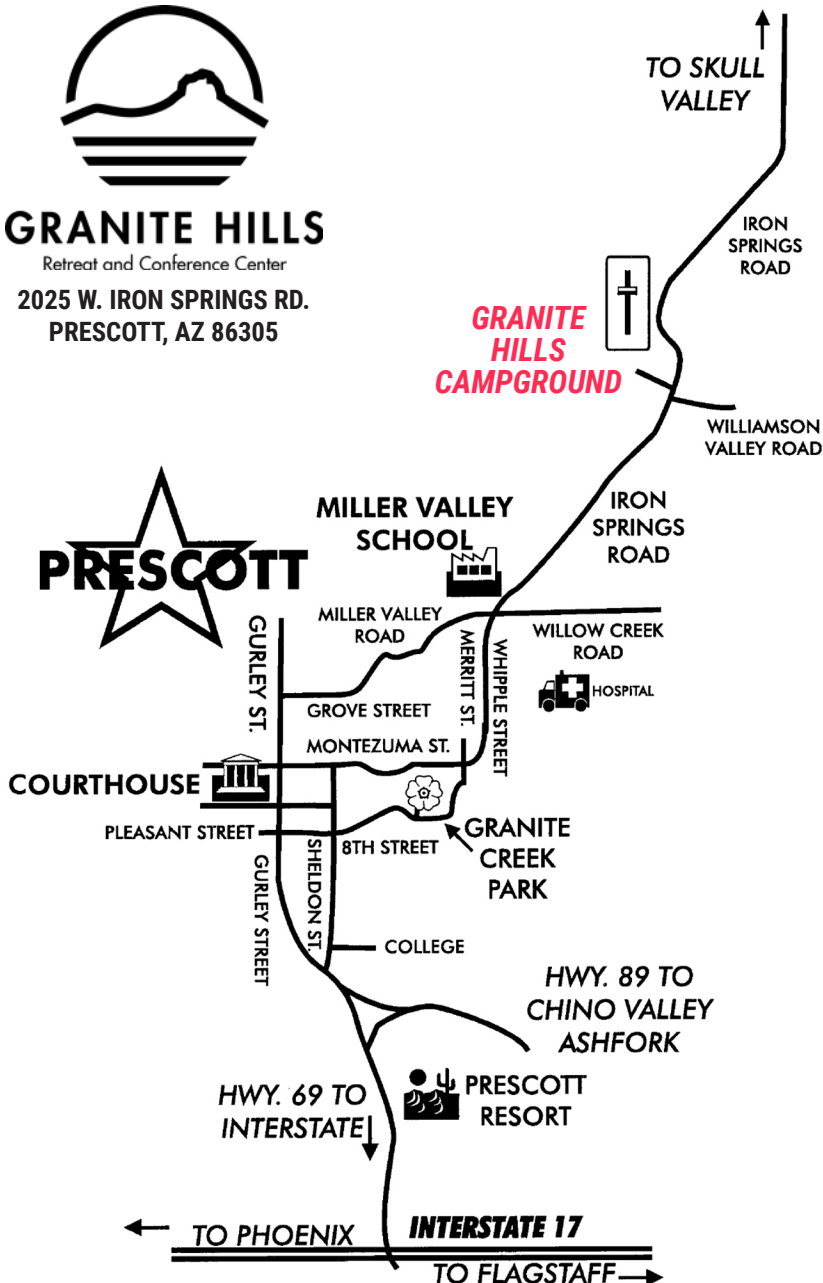 TO SKULL
VALLEY
GRANITE HILLS
Retreat and Conference Center
2025 W. IRON SPRINGS RD.
PRESCOTT, AZ 86305
IRON
SPRINGS
ROAD
GRANITE
HILLS
CAMPGROUND
WILLIAMSON
VALLEY ROAD
MILLER VALLEY
SCHOOL
IRON
SPRINGS
ROAD
PRESCOTT
GURLEY ST.
MILLER VALLEY
ROAD
MERRITT ST.
WHIPPLE STREET
WILLOW CREEK
ROAD
HOSPITAL
GROVE STREET
MONTEZUMA ST.
COURTHOUSE
PLEASANT STREET
8TH STREET
GRANITE
CREEK
PARK
GURLEY STREET
SHELDON ST.
COLLEGE
HWY. 89 TO
CHINO VALLEY
ASHFORK
PRESCOTT
RESORT
HWY. 69 TO
INTERSTATE
TO PHOENIX
INTERSTATE 17
TO FLAGSTAFF